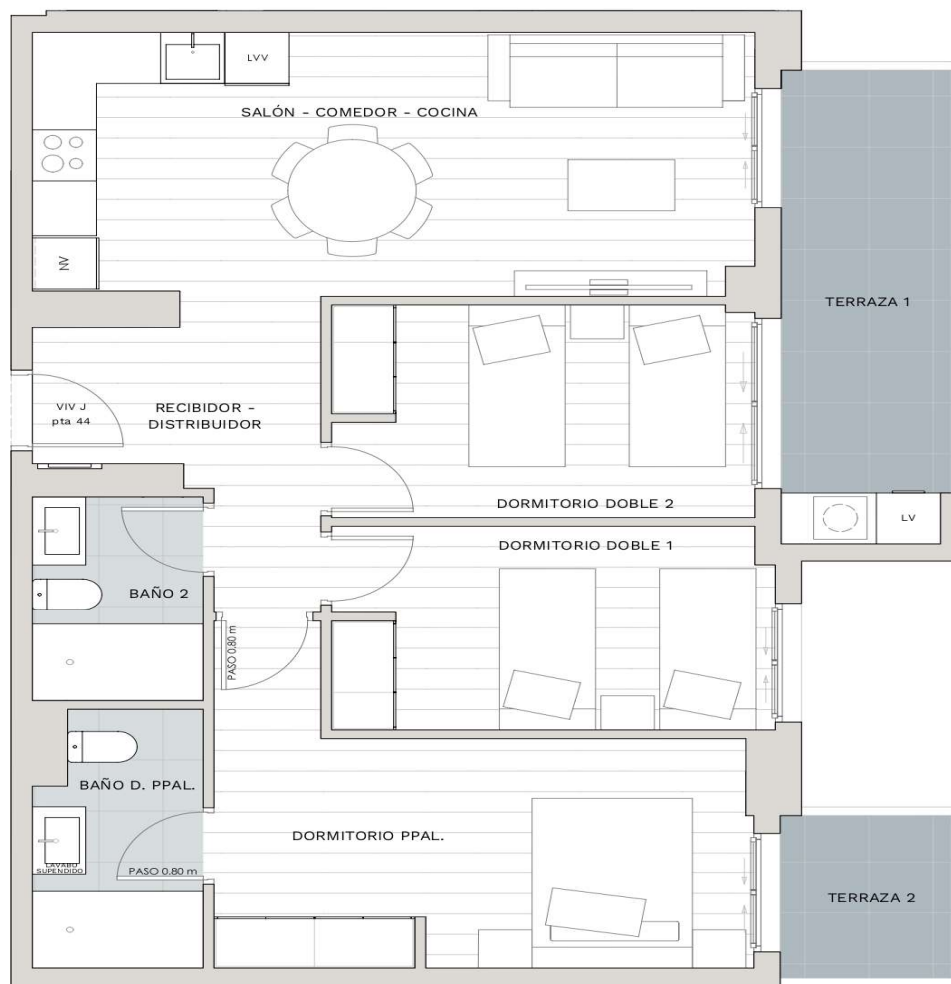 LVV
SALÓN - COMEDOR - COCINA
NV
TERRAZA 1
VIV J
pta 44
RECIBIDOR -
DISTRIBUIDOR
DORMITORIO DOBLE 2
LV
DORMITORIO DOBLE 1
BAÑO 2
PASO 0.80 m
BAÑO D. PPAL.
DORMITORIO PPAL.
LAVABO
SUPENDIDO
PASO 0.80 m
TERRAZA 2